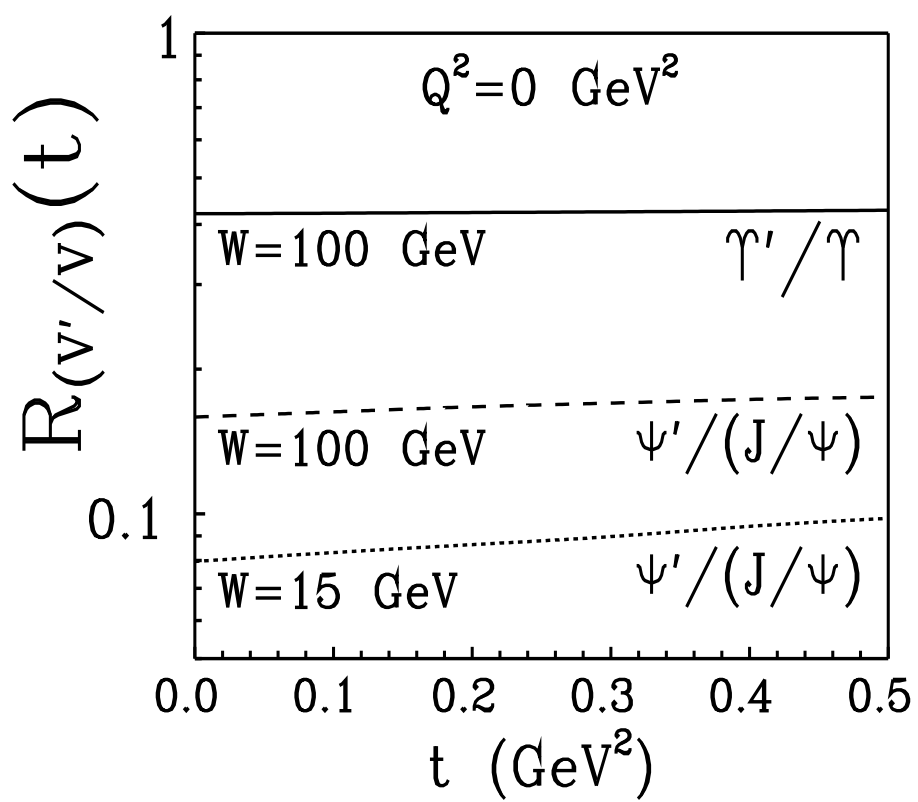 1
Q²=0 GeV²
R(V'/V)(t)
W=100 GeV
ϒ'/ϒ
W=100 GeV
ψ'/(J/ψ)
0.1
W=15 GeV
ψ'/(J/ψ)
0.0 0.1 0.2 0.3 0.4 0.5
t (GeV²)